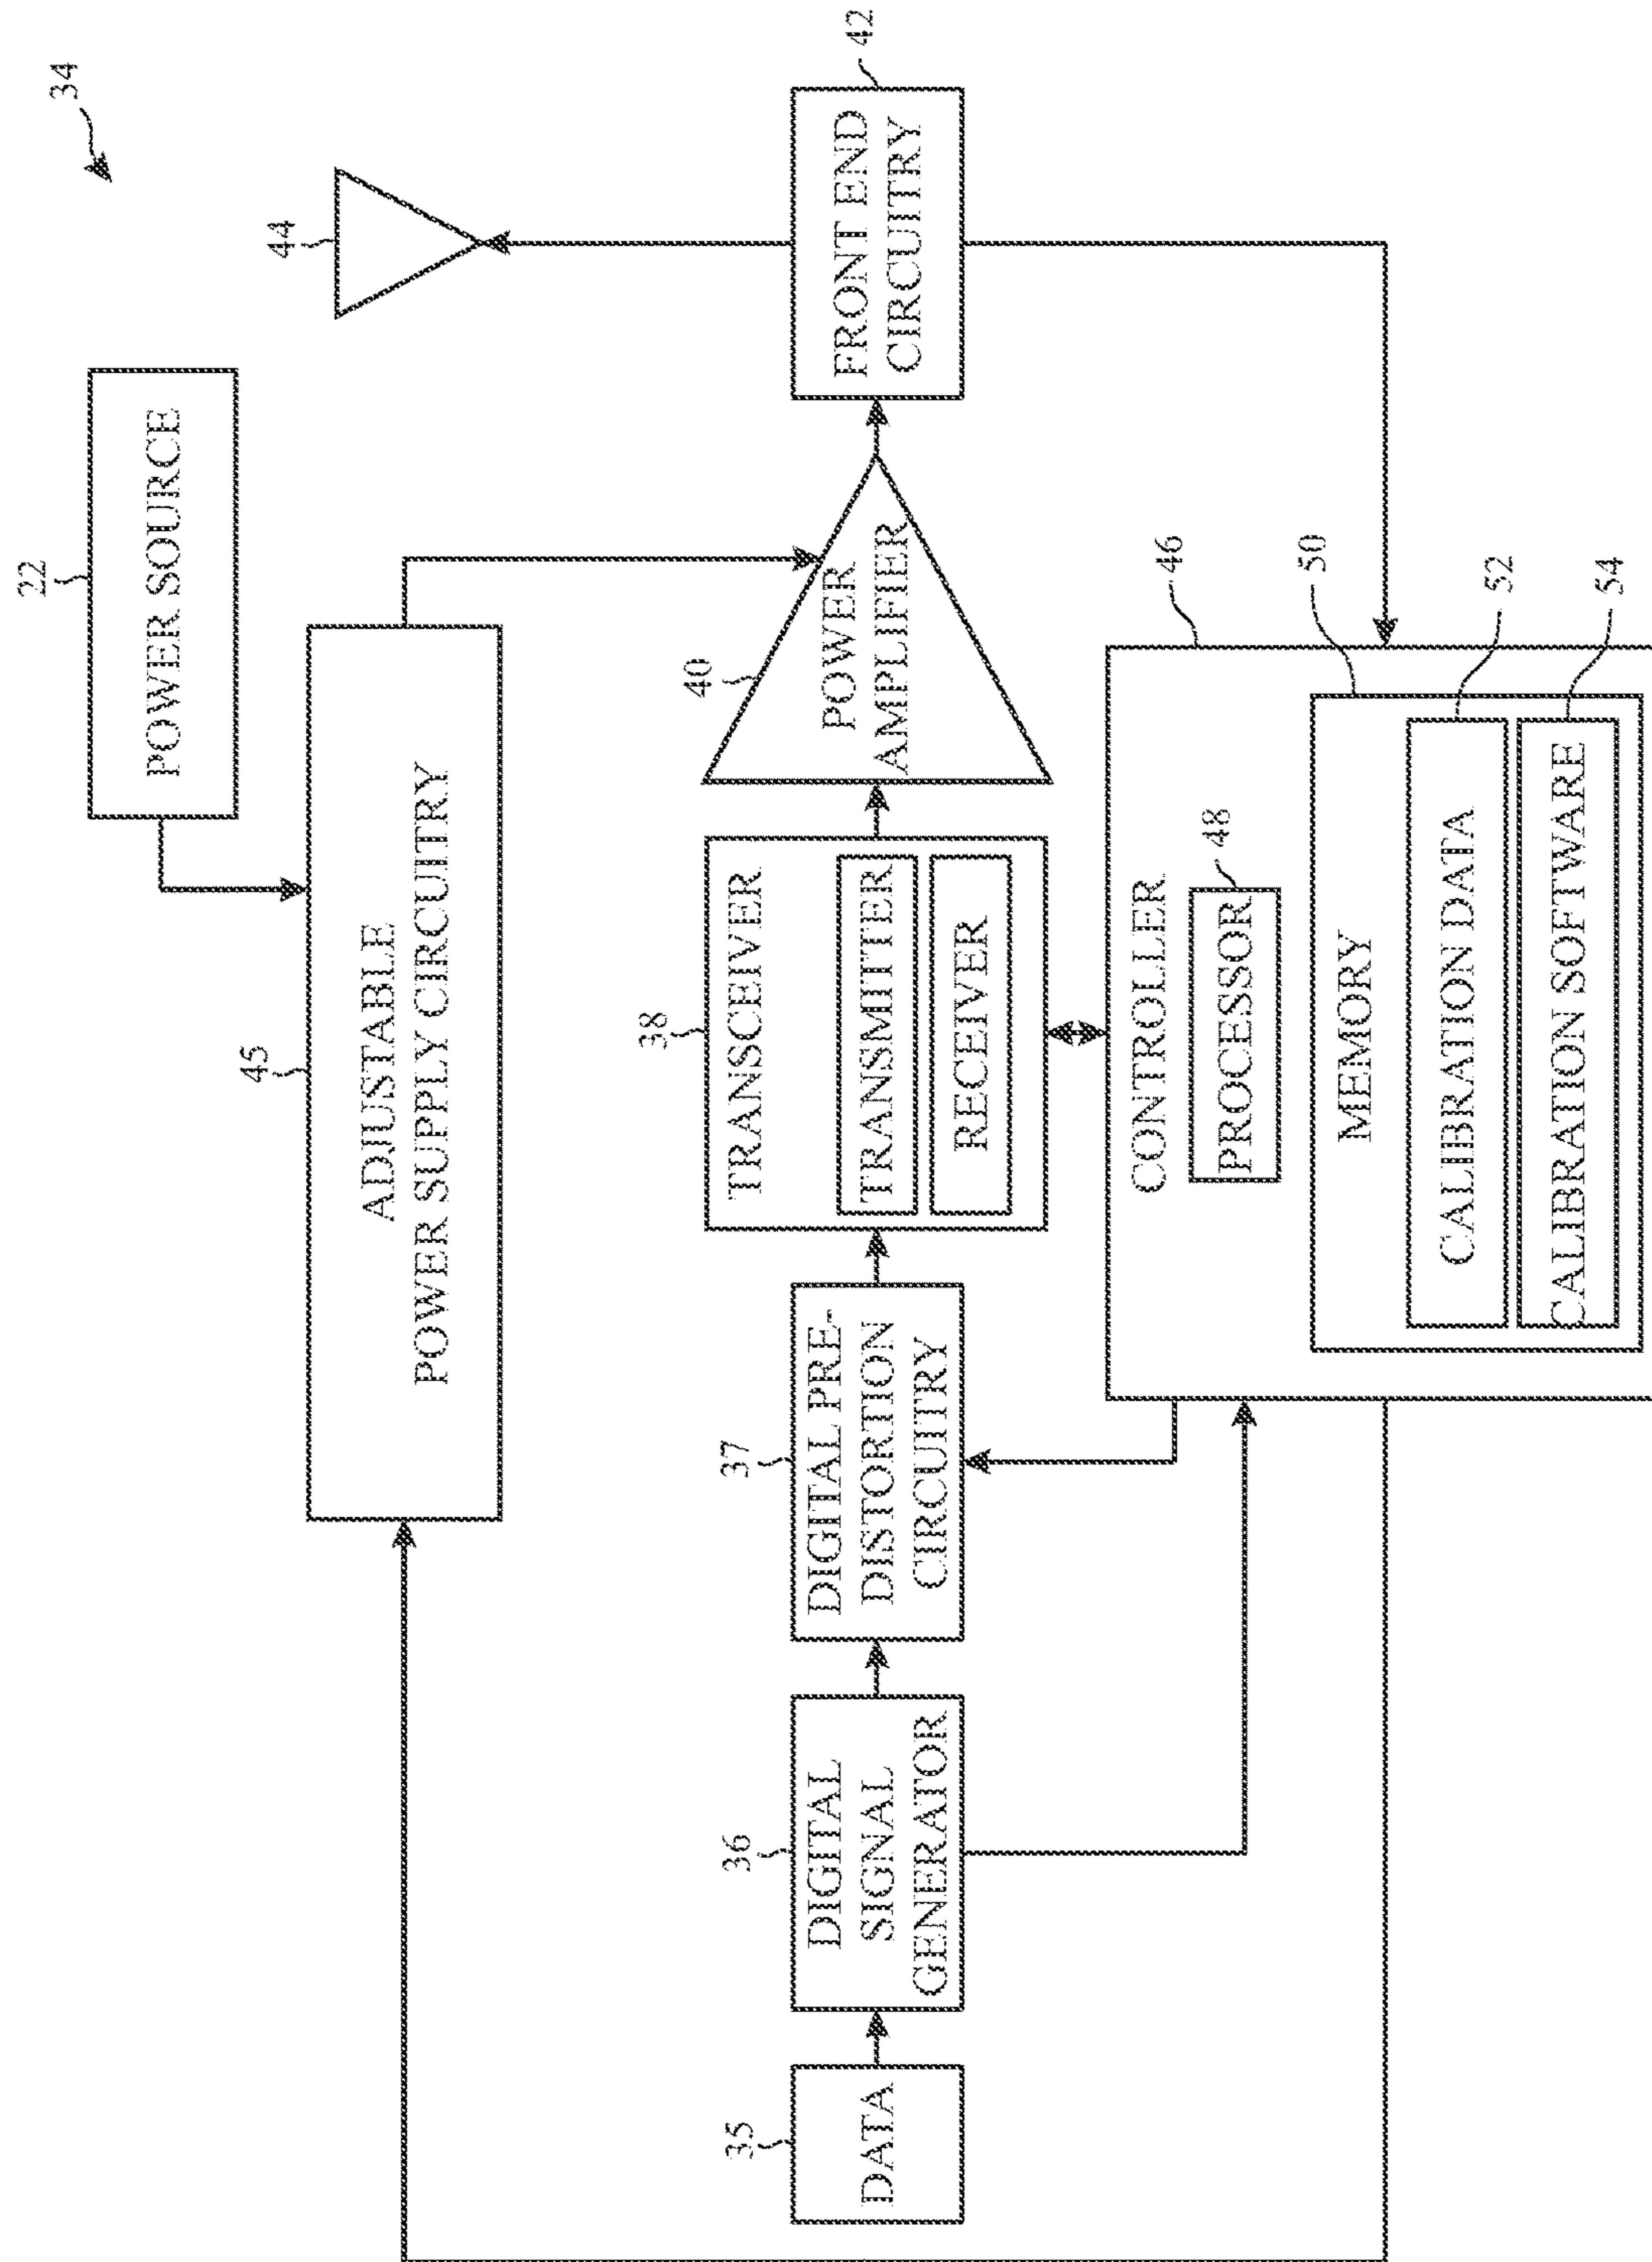 34
22
POWER SOURCE
44
45
ADJUSTABLE
POWER SUPPLY CIRCUITRY
35
DATA
36
DIGITAL
SIGNAL
GENERATOR
37
DIGITAL PRE-
DISTORTION
CIRCUITRY
38
TRANSCEIVER
TRANSMITTER
RECEIVER
40
POWER
AMPLIFIER
42
FRONT END
CIRCUITRY
46
CONTROLLER
48
PROCESSOR
50
MEMORY
52
CALIBRATION DATA
54
CALIBRATION SOFTWARE